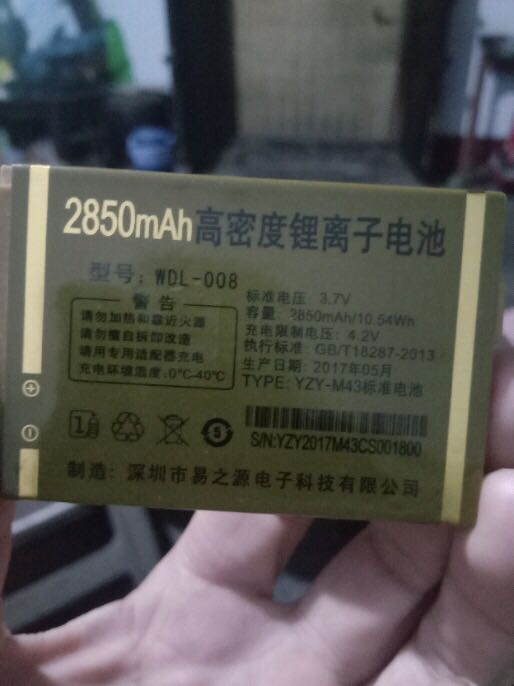 2850mAh高密度锂离子电池
型号：WDL-008
警告
请勿加热和靠近火源
请勿擅自拆卸改造
请用专用适配器充电
充电环境温度：0℃-40℃
标准电压：3.7V
容量：2850mAh/10.54Wh
充电限制电压：4.2V
执行标准：GB/T18287-2013
生产日期：2017年05月
TYPE：YZY-M43标准电池
S/N:YZY2017M43CS001800
制造：深圳市易之源电子科技有限公司